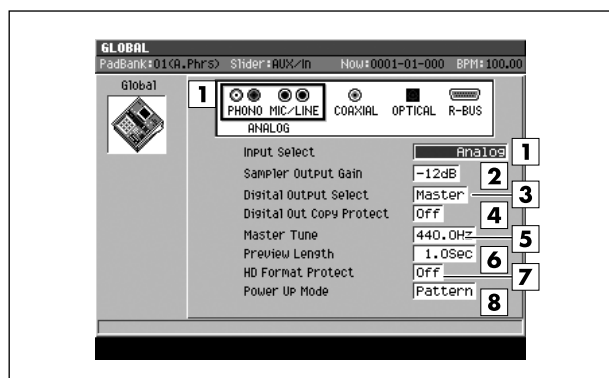 GLOBAL
PadBank:01(A.Phrs) Slider:AUX/In Now:0001-01-000 BPM:100.00
Global
1
PHONO MIC/LINE COAXIAL OPTICAL R-BUS
ANALOG
Input Select Analog 1
Sampler Output Gain -12dB 2
Digital Output Select Master 3
Digital Out Copy Protect Off 4
Master Tune 440.0Hz 5
Preview Length 1.0Sec 6
HD Format Protect Off 7
Power Up Mode Pattern 8